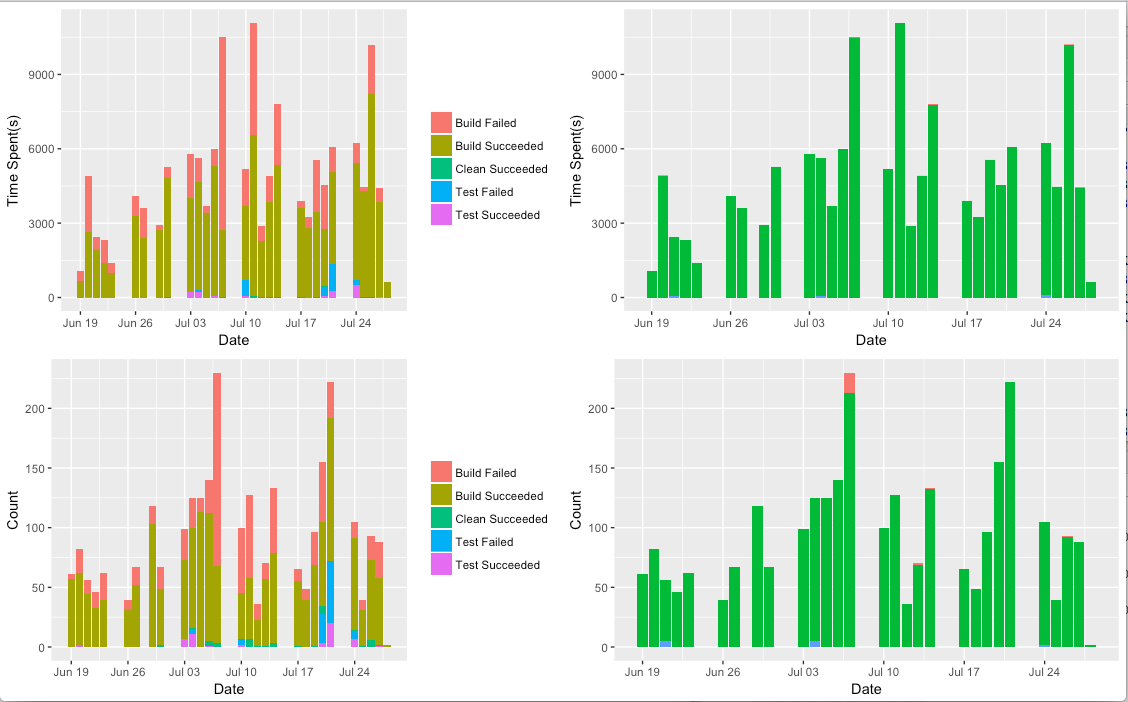 Time Spent(s)
9000
6000
3000
0
Jun 19
Jun 26
Jul 03
Jul 10
Jul 17
Jul 24
Date
Build Failed
Build Succeeded
Clean Succeeded
Test Failed
Test Succeeded
Time Spent(s)
9000
6000
3000
0
Jun 19
Jun 26
Jul 03
Jul 10
Jul 17
Jul 24
Date
Count
200
150
100
50
0
Jun 19
Jun 26
Jul 03
Jul 10
Jul 17
Jul 24
Date
Build Failed
Build Succeeded
Clean Succeeded
Test Failed
Test Succeeded
Count
200
150
100
50
0
Jun 19
Jun 26
Jul 03
Jul 10
Jul 17
Jul 24
Date